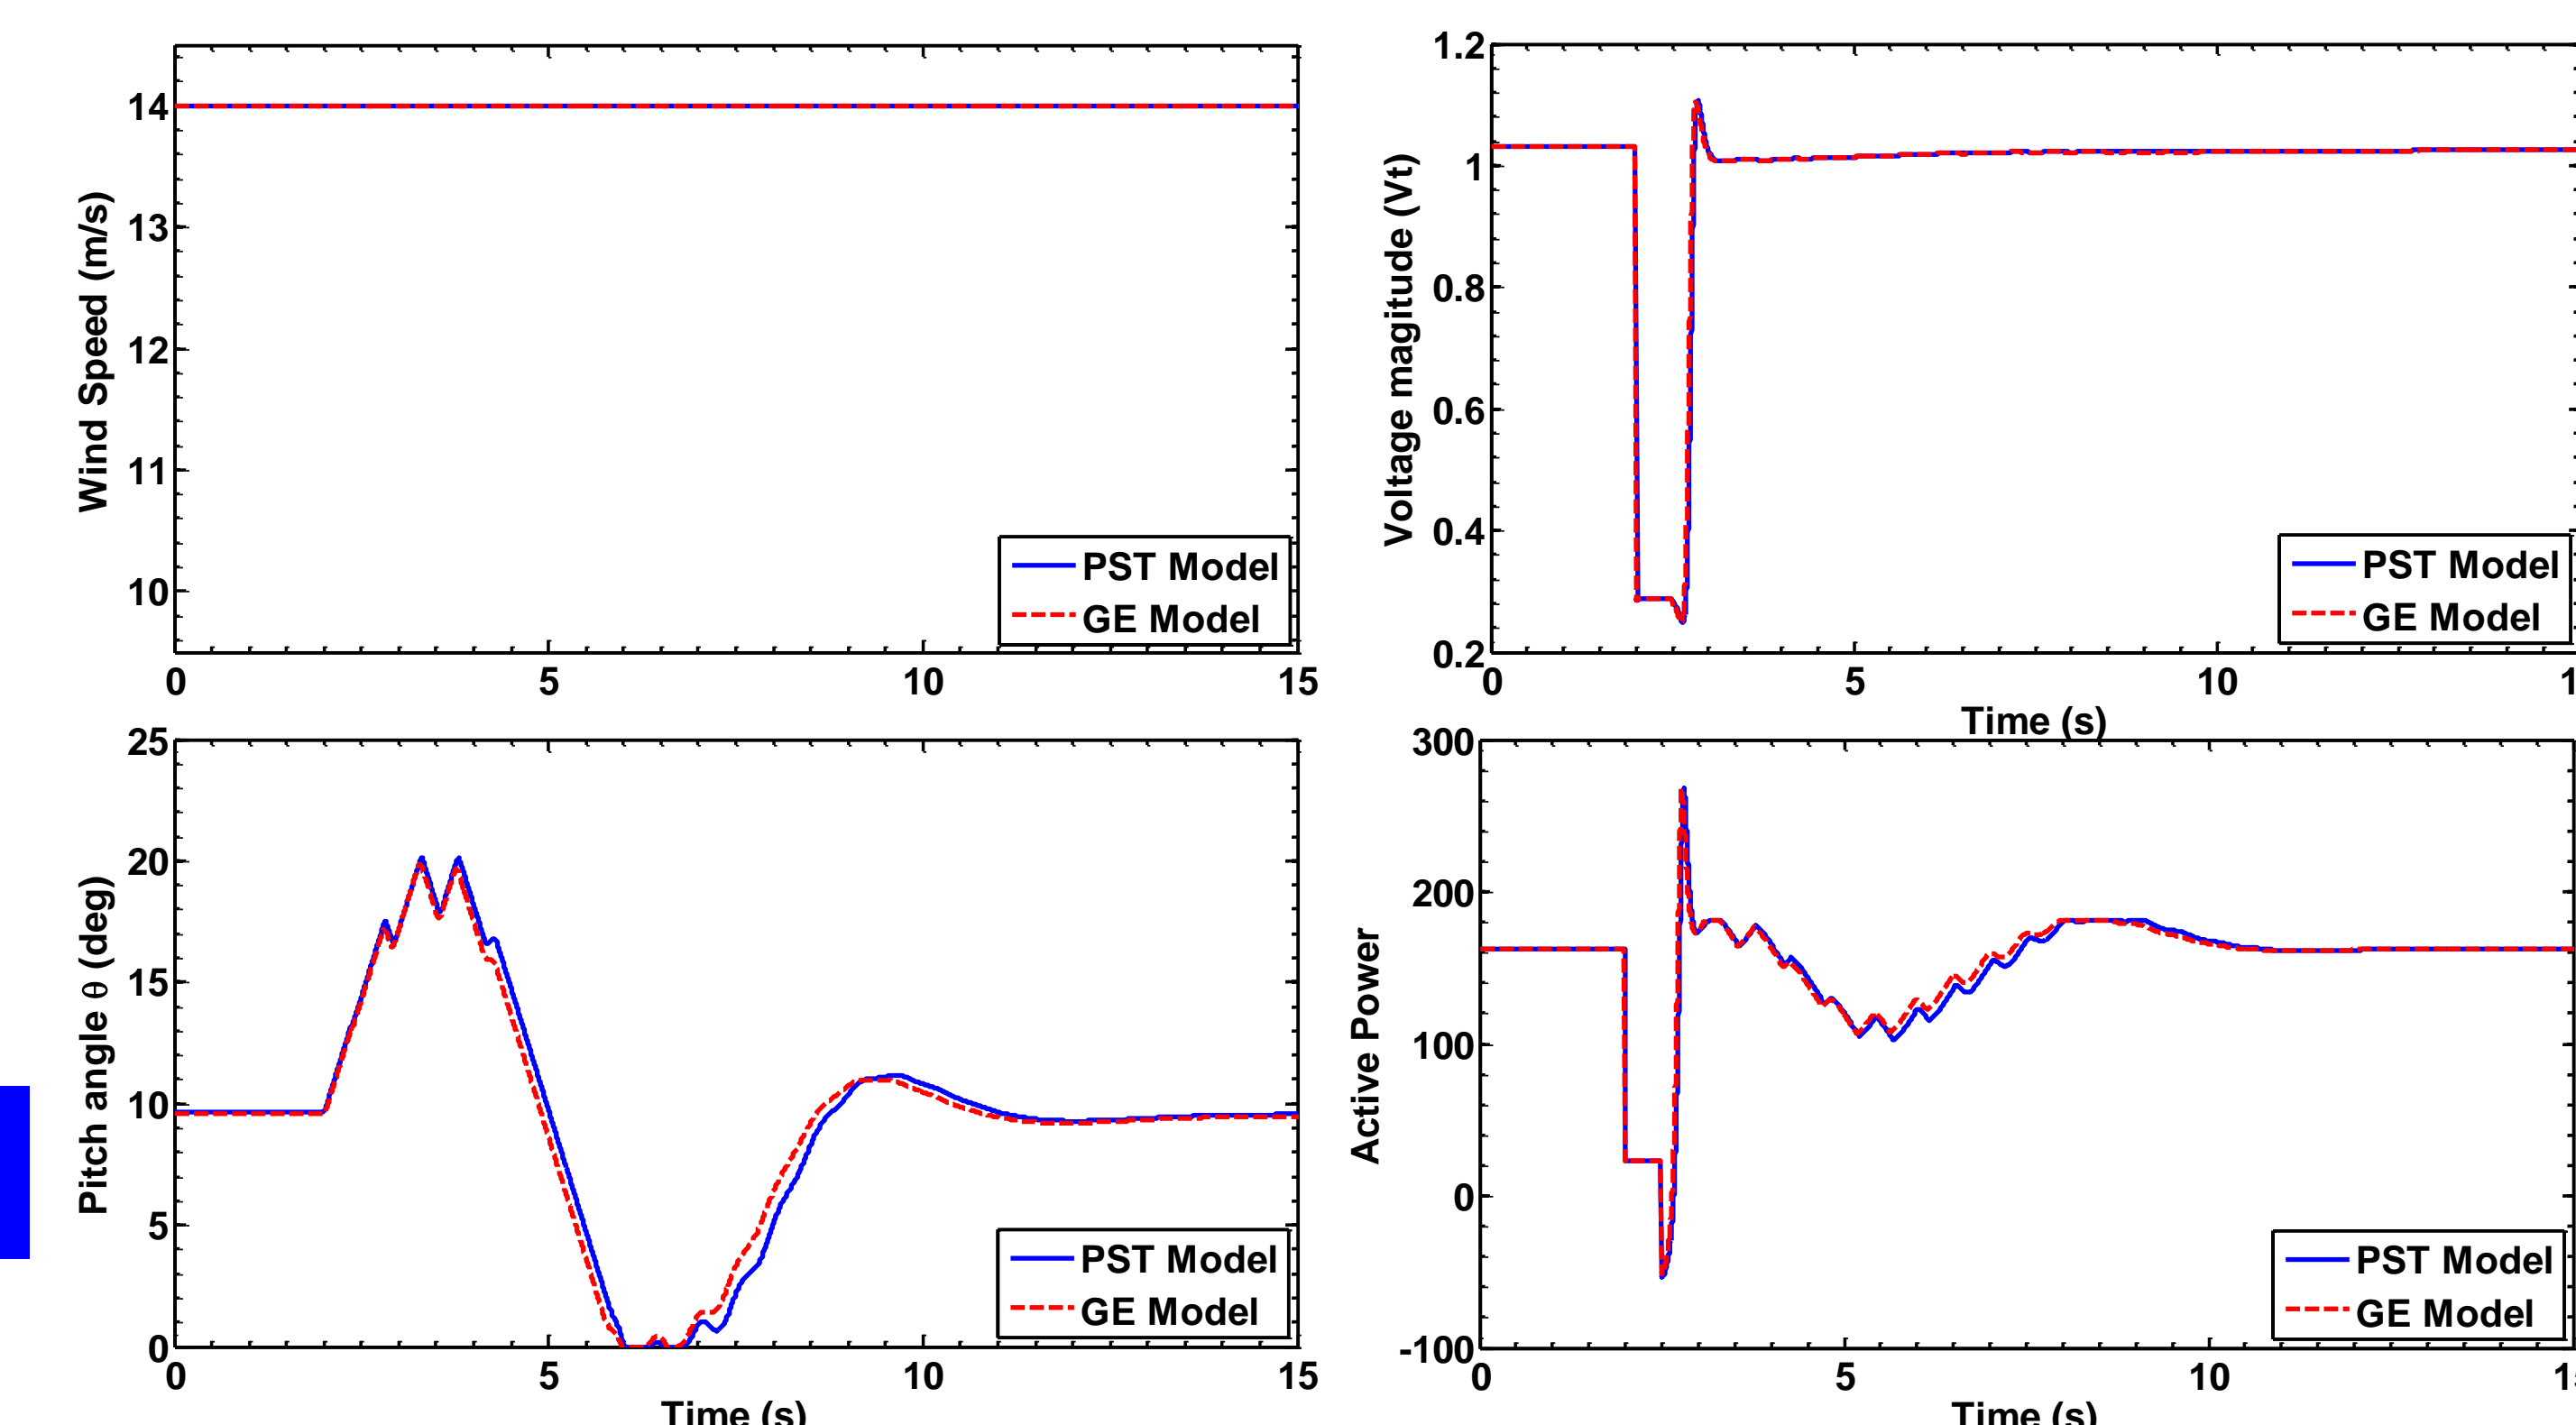 14
13
12
11
10
Wind Speed (m/s)
PST Model
GE Model
0 5 10 15
1.2
1
0.8
0.6
0.4
0.2
Voltage magitude (Vt)
PST Model
GE Model
0 5 10 1
Time (s)
25
20
15
10
5
0
Pitch angle θ (deg)
PST Model
GE Model
0 5 10 15
Time (s)
300
200
100
0
-100
Active Power
PST Model
GE Model
0 5 10 15
Time (s)